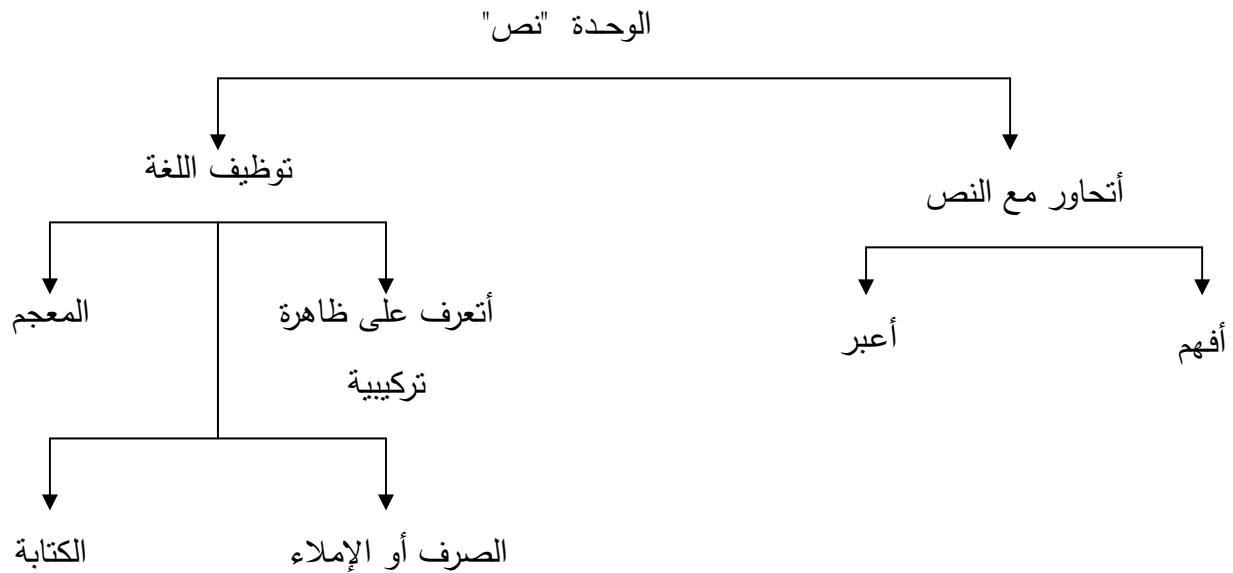 الوحدة "نص"
توظيف اللغة
أتحاور مع النص
المعجم
أتعرف على ظاهرة
تركيبية
أعبر
أفهم
الكتابة
الصرف أو الإملاء